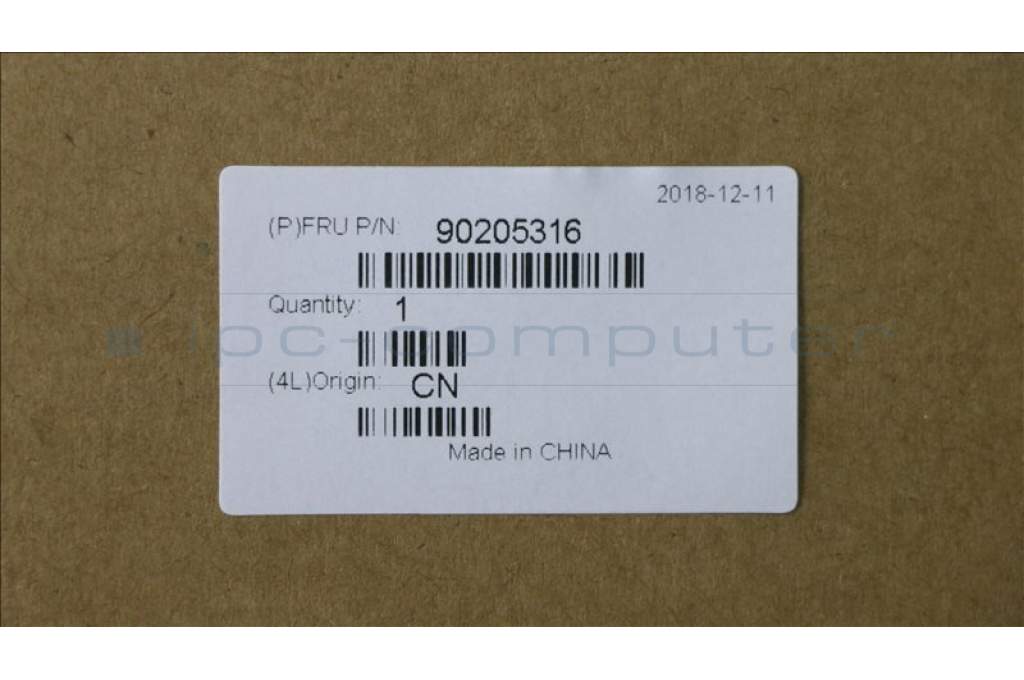 2018-12-11
(P)FRU P/N: 90205316
Quantity: 1
ipc-computer
(4L)Origin: CN
Made in CHINA